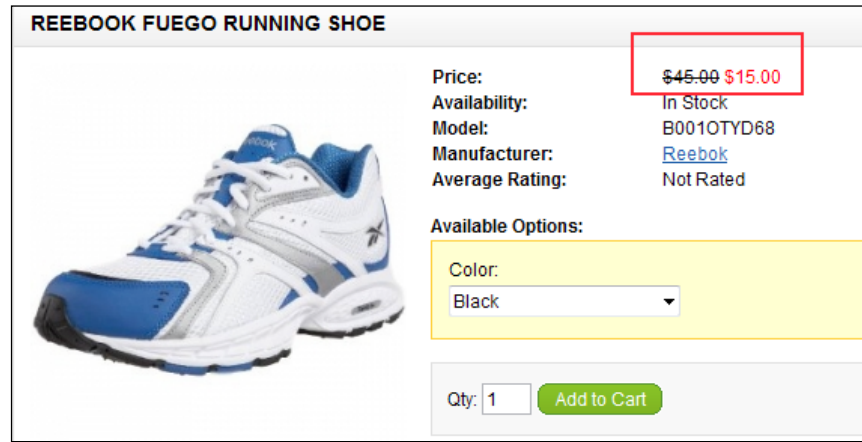 REEBOOK FUEGO RUNNING SHOE
Price: $45.00 $15.00
Availability: In Stock
Model: B001OTYD68
Manufacturer: Reebok
Average Rating: Not Rated
Available Options:
Color:
Black
Qty: 1 Add to Cart
Reebok